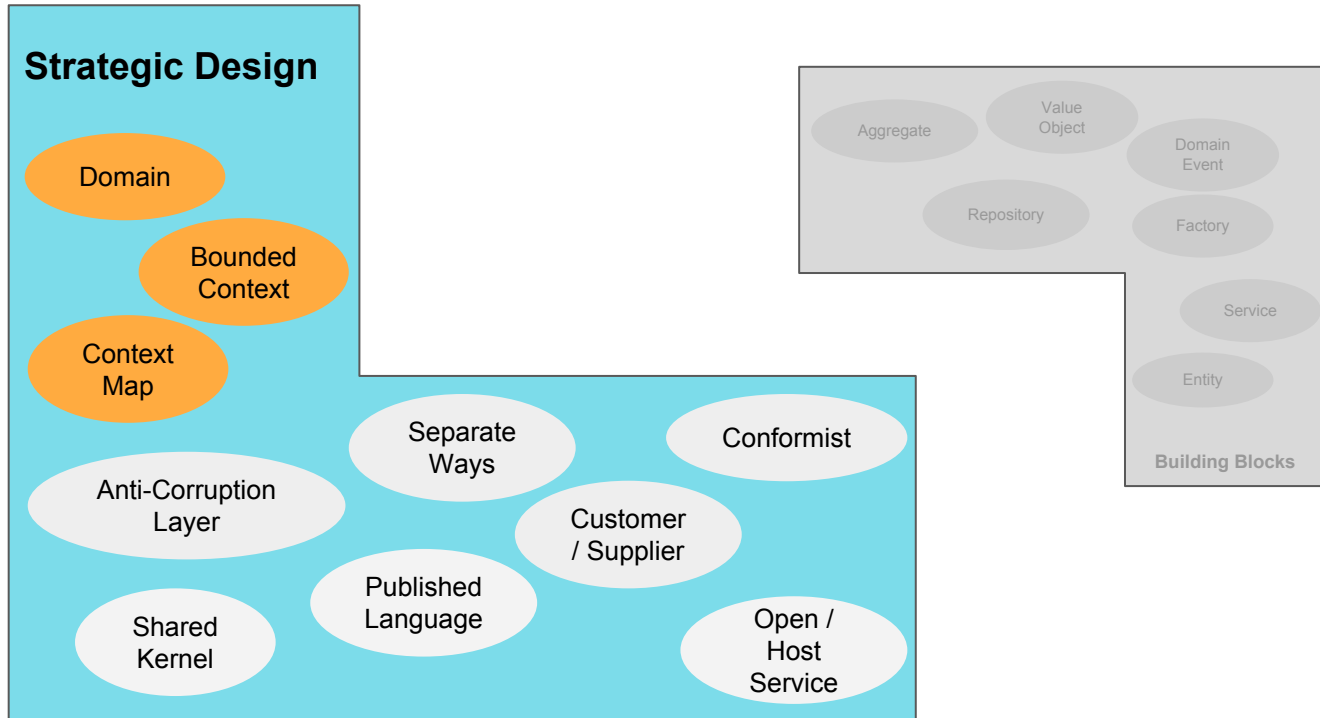 Strategic Design
Domain
Bounded
Context
Context
Map
Separate
Ways
Conformist
Anti-Corruption
Layer
Customer
/ Supplier
Published
Language
Shared
Kernel
Open /
Host
Service
Aggregate
Value
Object
Domain
Event
Repository
Factory
Service
Entity
Building Blocks